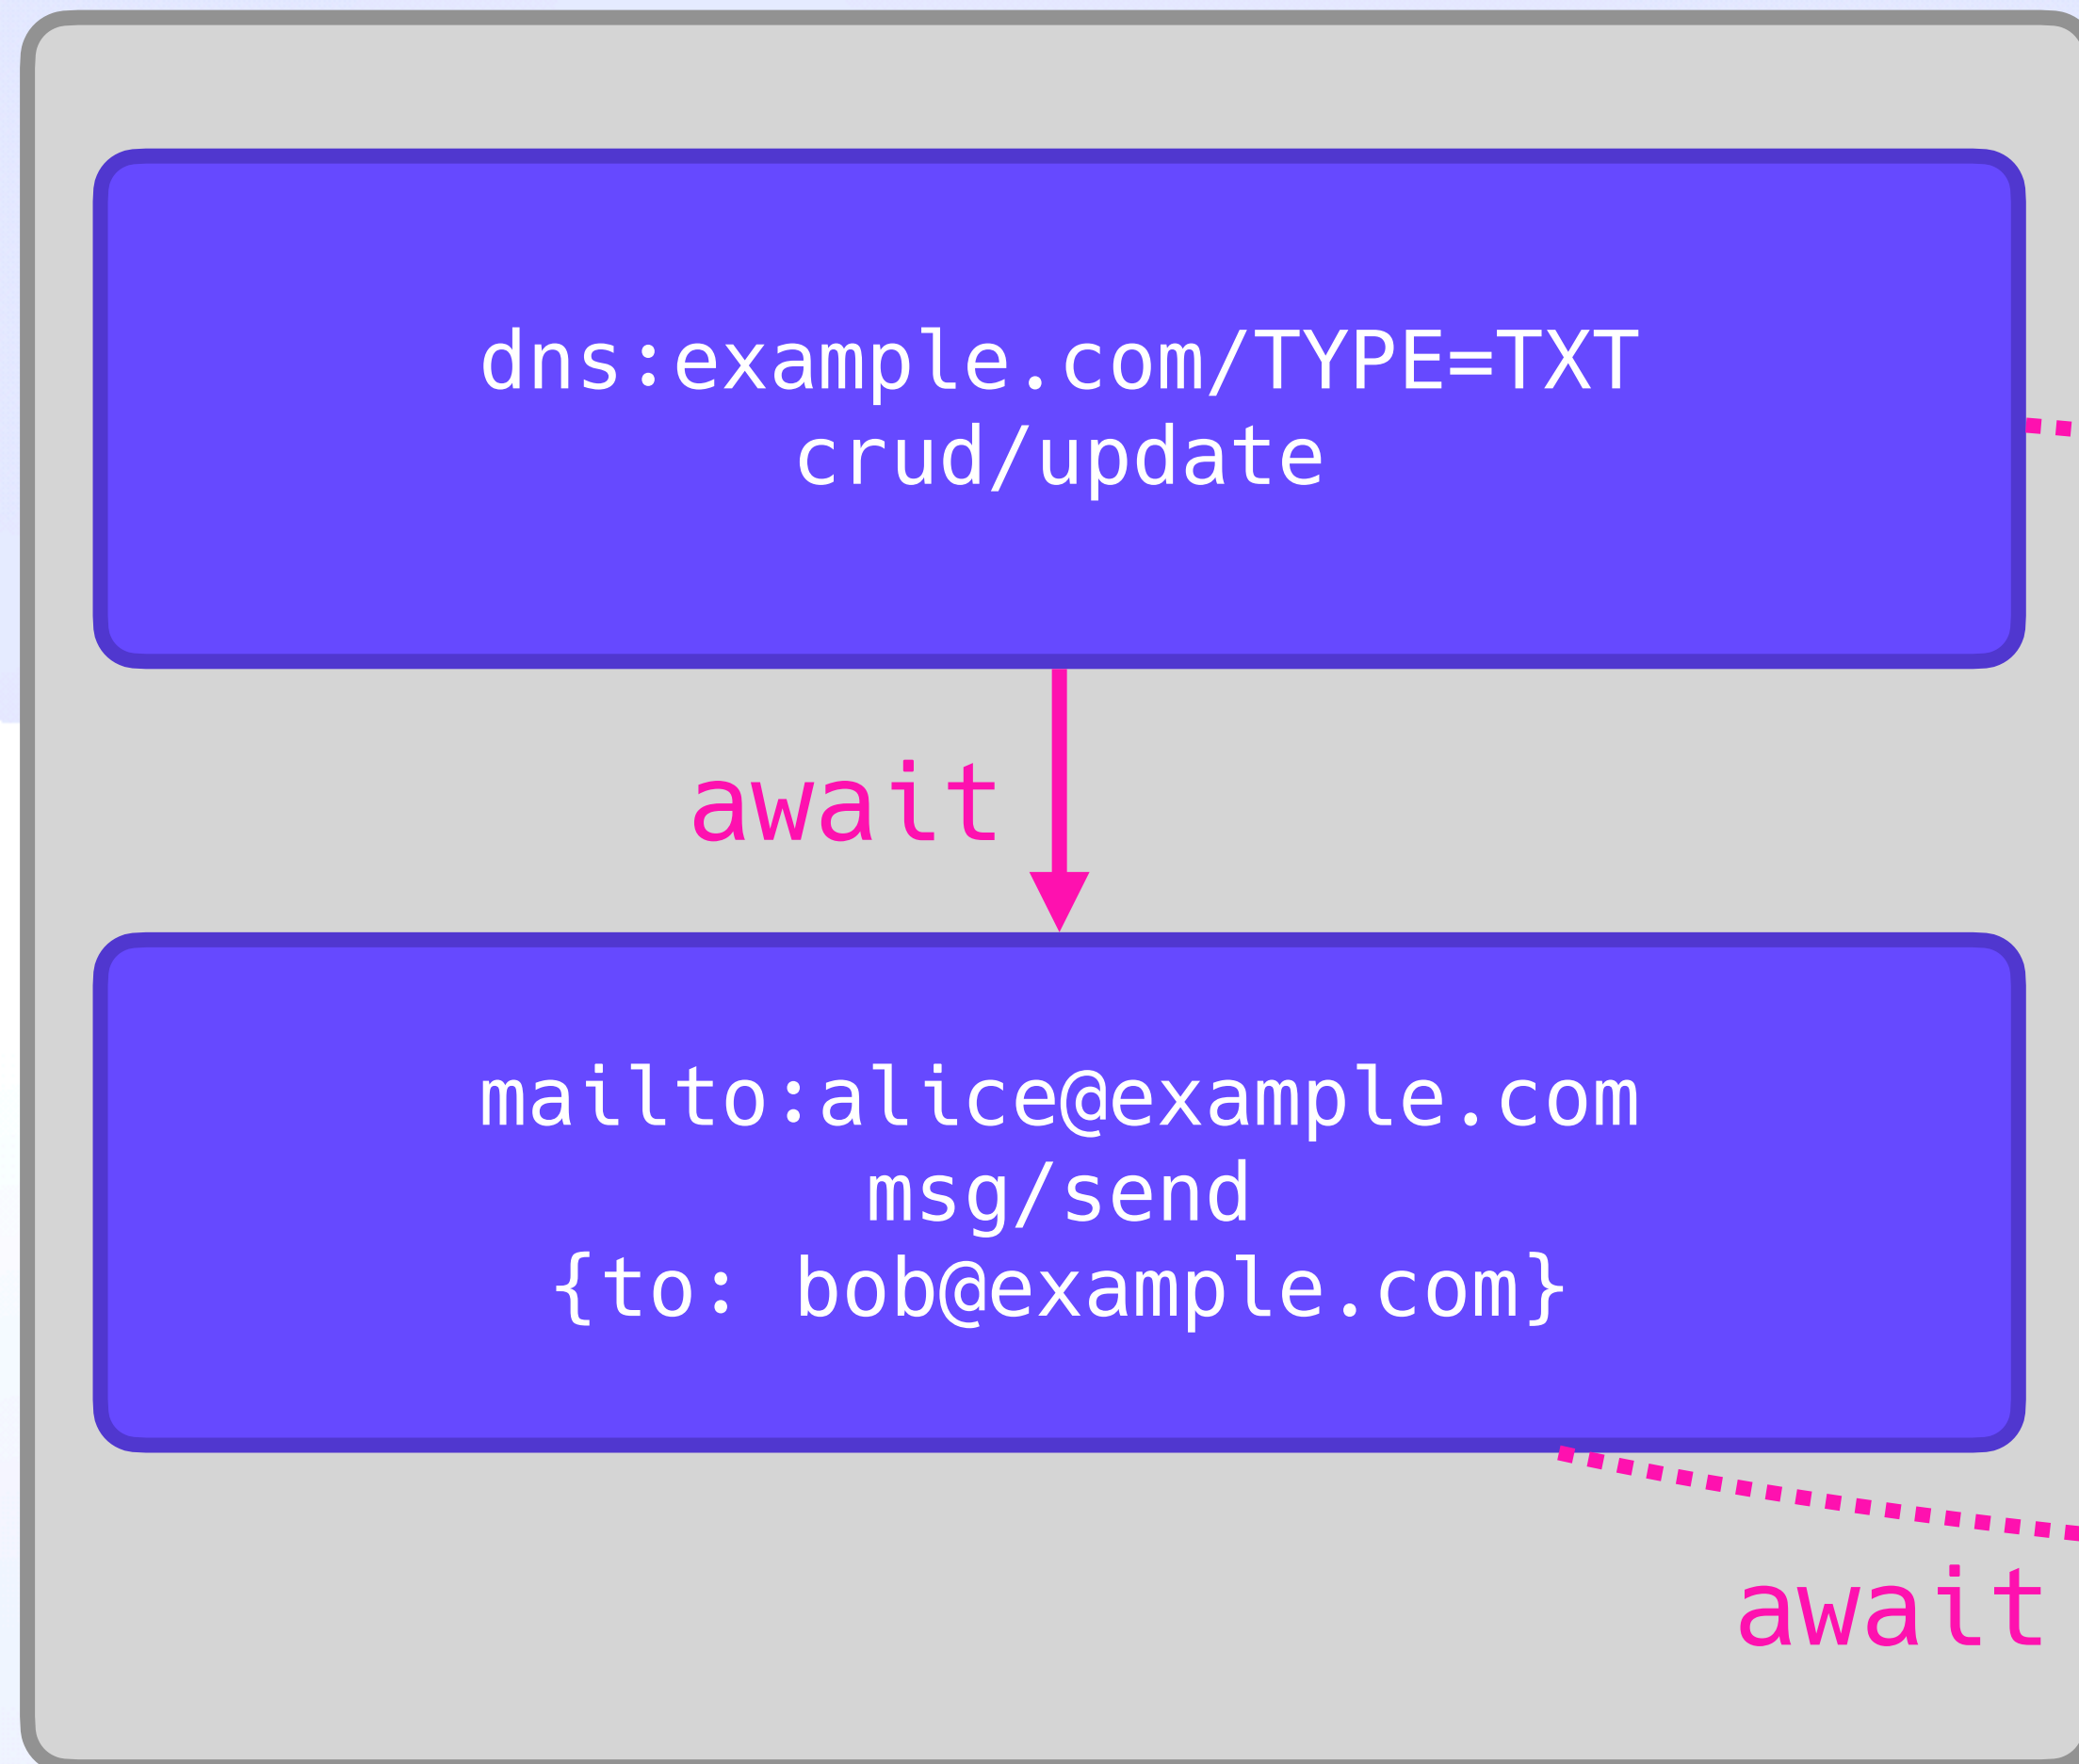 dns:example.com/TYPE=TXT
crud/update
await
mailto:alice@example.com
msg/send
{to: bob@example.com}
await